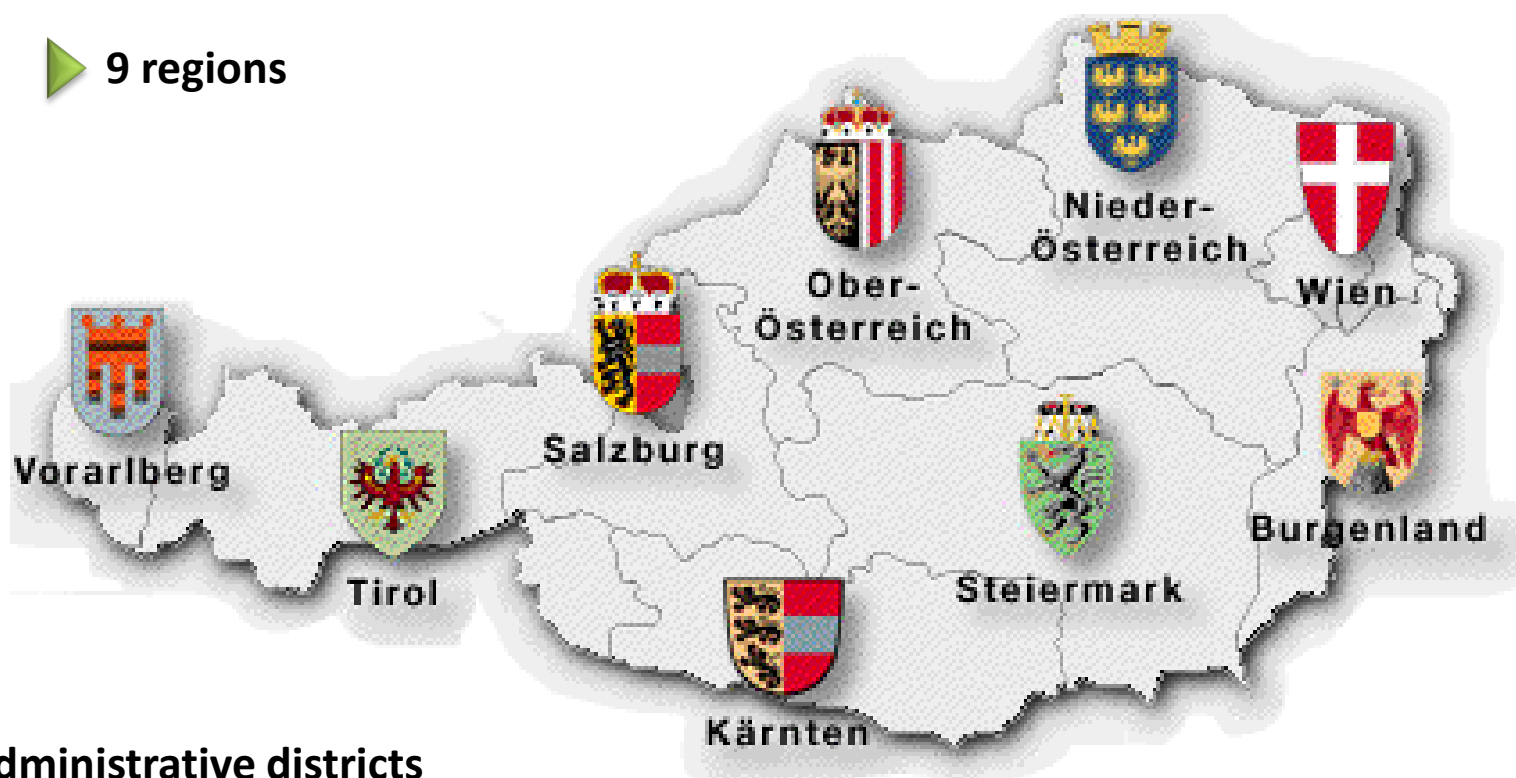 9 regions
Nieder-
Österreich
Wien
Ober-
Österreich
Salzburg
Vorarlberg
Tirol
Burgenland
Steiermark
Kärnten
dministrative districts